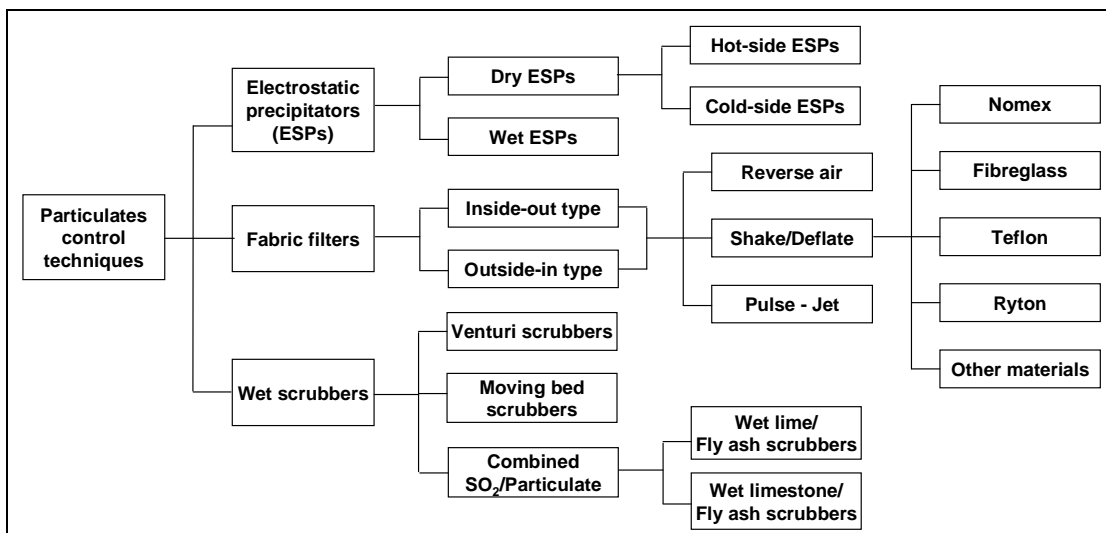 Particulates
control
techniques
Electrostatic
precipitators
(ESPs)
Fabric filters
Wet scrubbers
Dry ESPs
Wet ESPs
Inside-out type
Outside-in type
Venturi scrubbers
Moving bed
scrubbers
Combined
SO₂/Particulate
Hot-side ESPs
Cold-side ESPs
Reverse air
Shake/Deflate
Pulse - Jet
Wet lime/
Fly ash scrubbers
Wet limestone/
Fly ash scrubbers
Nomex
Fibreglass
Teflon
Ryton
Other materials